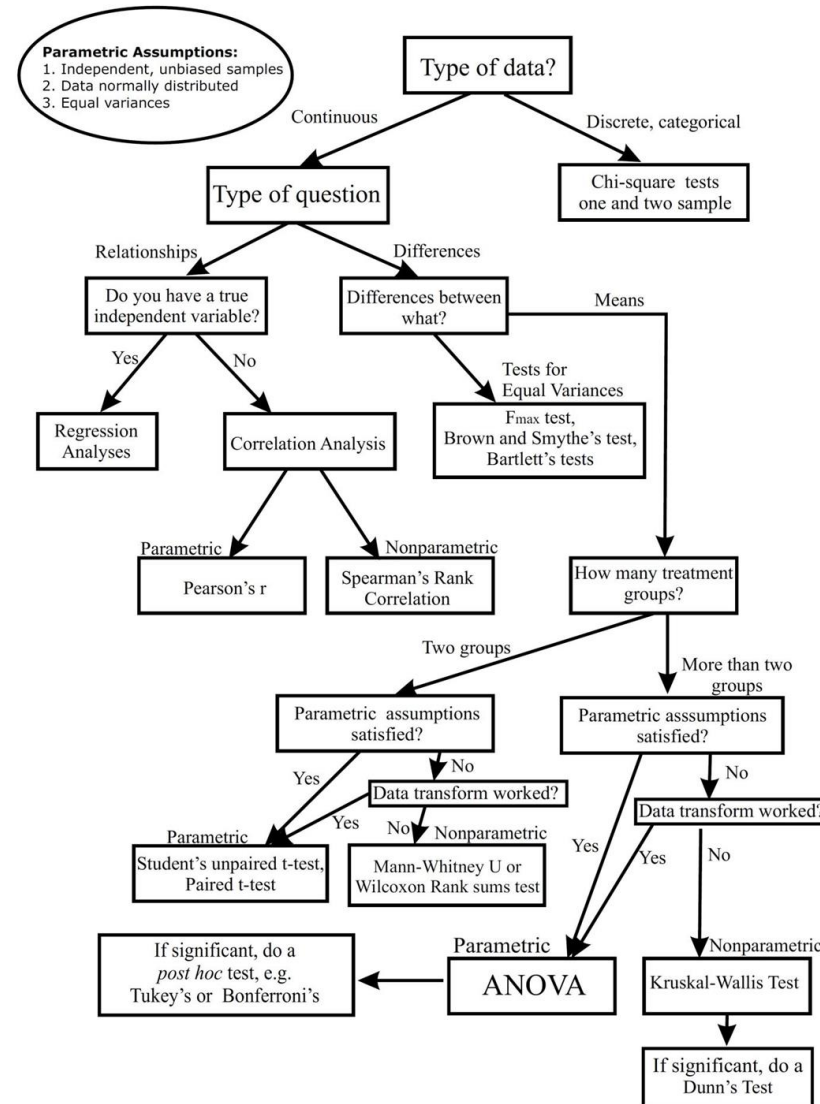 Parametric Assumptions:
1. Independent, unbiased samples
2. Data normally distributed
3. Equal variances
Type of data?
Continuous
Discrete, categorical
Type of question
Chi-square tests
one and two sample
Relationships
Differences
Do you have a true
independent variable?
Differences between
what?
Means
Yes
No
Tests for
Equal Variances
Regression
Analyses
Correlation Analysis
Fmax test,
Brown and Smythe's test,
Bartlett's tests
Parametric
Nonparametric
Pearson's r
Spearman's Rank
Correlation
How many treatment
groups?
Two groups
More than two
groups
Parametric assumptions
satisfied?
Parametric asssumptions
satisfied?
Yes
No
No
Data transform worked?
Data transform worked?
Parametric
Yes
No
Nonparametric
Yes
Yes
No
Student's unpaired t-test,
Paired t-test
Mann-Whitney U or
Wilcoxon Rank sums test
If significant, do a
post hoc test, e.g.
Tukey's or Bonferroni's
Parametric
ANOVA
Nonparametric
Kruskal-Wallis Test
If significant, do a
Dunn's Test